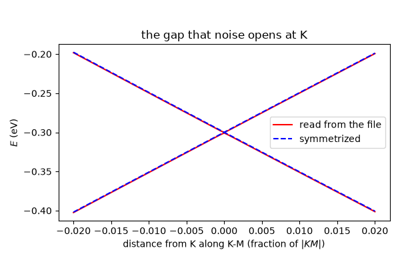 the gap that noise opens at K
E (eV)
−0.20
−0.25
−0.30
−0.35
−0.40
read from the file
symmetrized
−0.020 −0.015 −0.010 −0.005 0.000 0.005 0.010 0.015 0.020
distance from K along K-M (fraction of |KM|)